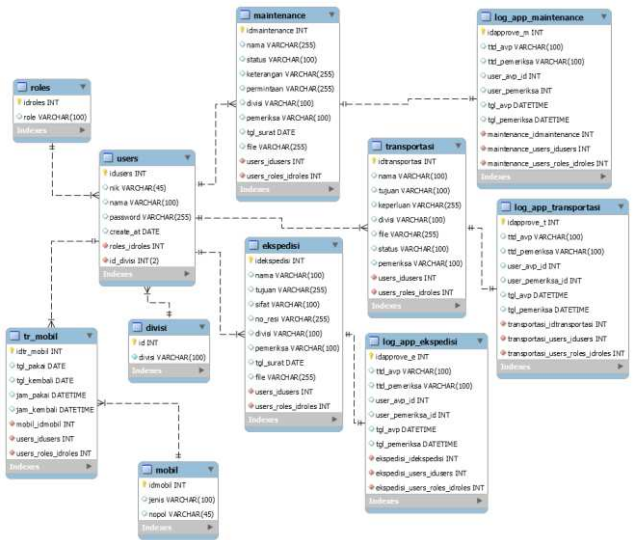 maintenance
idmaintenance INT
nama VARCHAR(255)
status VARCHAR(100)
keterangan VARCHAR(255)
permintaan VARCHAR(255)
divisi VARCHAR(100)
pemeriksa VARCHAR(100)
tgl_surat DATE
file VARCHAR(255)
users_idusers INT
users_roles_idroles INT
Indexes
log_app_maintenance
idapprove_m INT
ttd_avp VARCHAR(100)
ttd_pemeriksa VARCHAR(100)
user_avp_id INT
user_pemeriksa INT
tgl_avp DATETIME
tgl_pemeriksa DATETIME
maintenance_idmaintenance INT
maintenance_users_idusers INT
maintenance_users_roles_idroles INT
Indexes
roles
idroles INT
role VARCHAR(100)
Indexes
users
idusers INT
nik VARCHAR(45)
nama VARCHAR(100)
password VARCHAR(255)
create_at DATE
roles_idroles INT
id_divisi INT(2)
Indexes
transportasi
idtransportasi INT
nama VARCHAR(100)
tujuan VARCHAR(100)
keperluan VARCHAR(255)
divisi VARCHAR(100)
file VARCHAR(255)
status VARCHAR(100)
pemeriksa VARCHAR(100)
users_idusers INT
users_roles_idroles INT
Indexes
log_app_transportasi
idapprove_t INT
ttd_avp VARCHAR(100)
ttd_pemeriksa VARCHAR(100)
user_avp_id INT
user_pemeriksa_id INT
tgl_avp DATETIME
tgl_pemeriksa DATETIME
transportasi_idtransportasi INT
transportasi_users_idusers INT
transportasi_users_roles_idroles INT
Indexes
ekspedisi
idekspedisi INT
nama VARCHAR(100)
tujuan VARCHAR(255)
sifat VARCHAR(100)
no_resi VARCHAR(255)
divisi VARCHAR(100)
pemeriksa VARCHAR(100)
tgl_surat DATE
file VARCHAR(255)
users_idusers INT
users_roles_idroles INT
Indexes
divisi
id INT
divisi VARCHAR(100)
Indexes
tr_mobil
idtr_mobil INT
tgl_pakai DATE
tgl_kembali DATE
jam_pakai DATETIME
jam_kembali DATETIME
mobil_idmobil INT
users_idusers INT
users_roles_idroles INT
Indexes
log_app_ekspedisi
idapprove_e INT
ttd_avp VARCHAR(100)
ttd_pemeriksa VARCHAR(100)
user_avp_id INT
user_pemeriksa_id INT
tgl_avp DATETIME
tgl_pemeriksa DATETIME
ekspedisi_idekspedisi INT
ekspedisi_users_idusers INT
ekspedisi_users_roles_idroles INT
Indexes
mobil
idmobil INT
jenis VARCHAR(100)
nopol VARCHAR(45)
Indexes